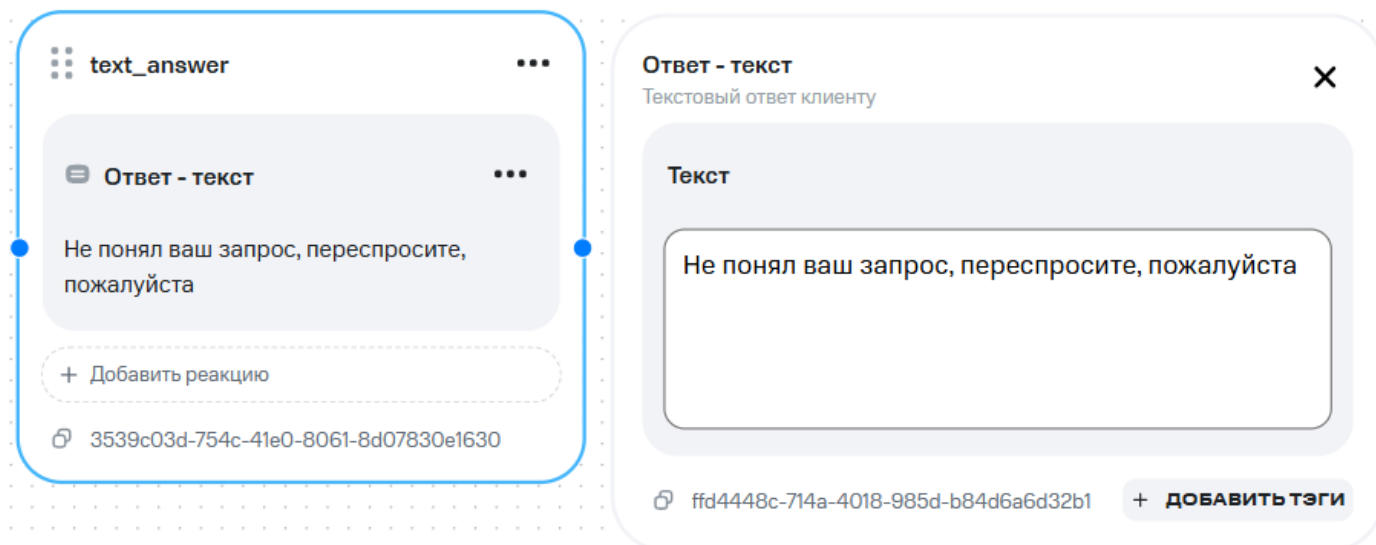 text_answer
Ответ - текст
Не понял ваш запрос, переспросите,
пожалуйста
+ Добавить реакцию
3539c03d-754c-41e0-8061-8d07830e1630
Ответ - текст
Текстовый ответ клиенту
Текст
Не понял ваш запрос, переспросите, пожалуйста
ffd4448c-714a-4018-985d-b84d6a6d32b1
+ ДОБАВИТЬ ТЭГИ